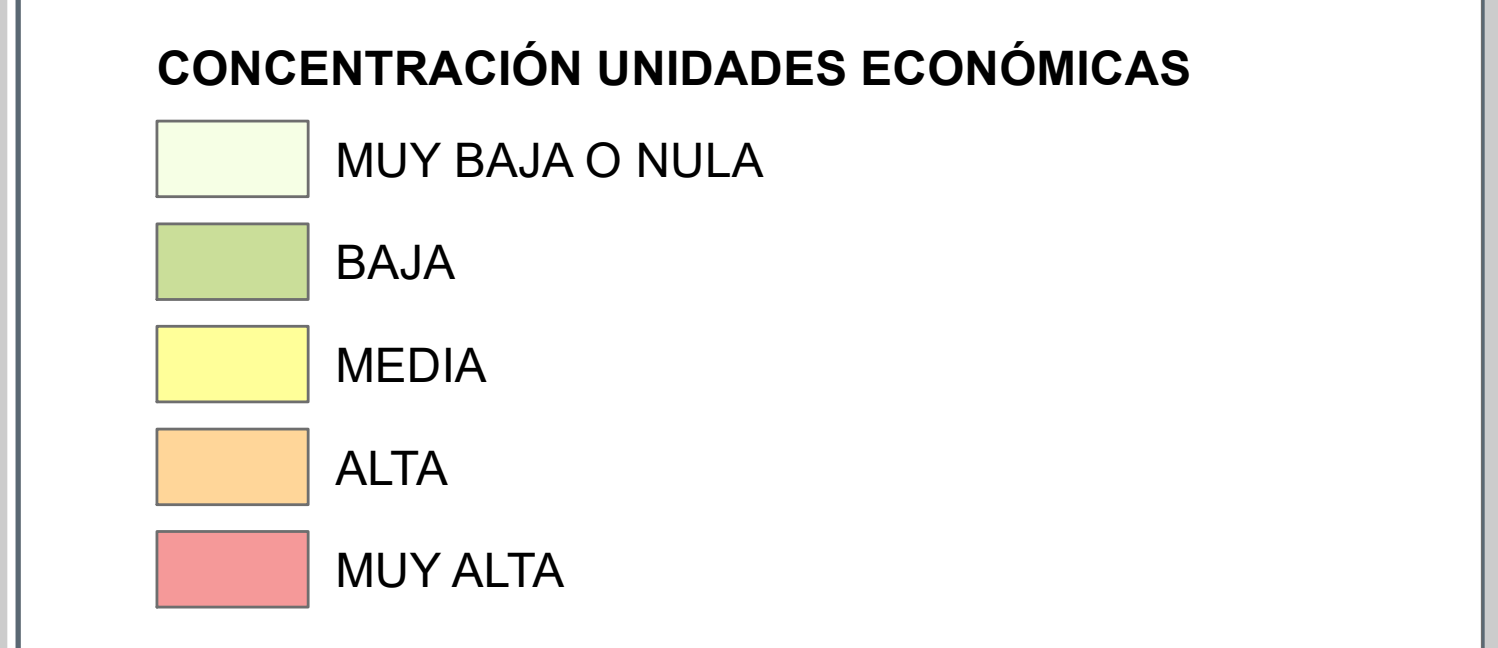 CONCENTRACIÓN UNIDADES ECONÓMICAS
MUY BAJA O NULA
BAJA
MEDIA
ALTA
MUY ALTA